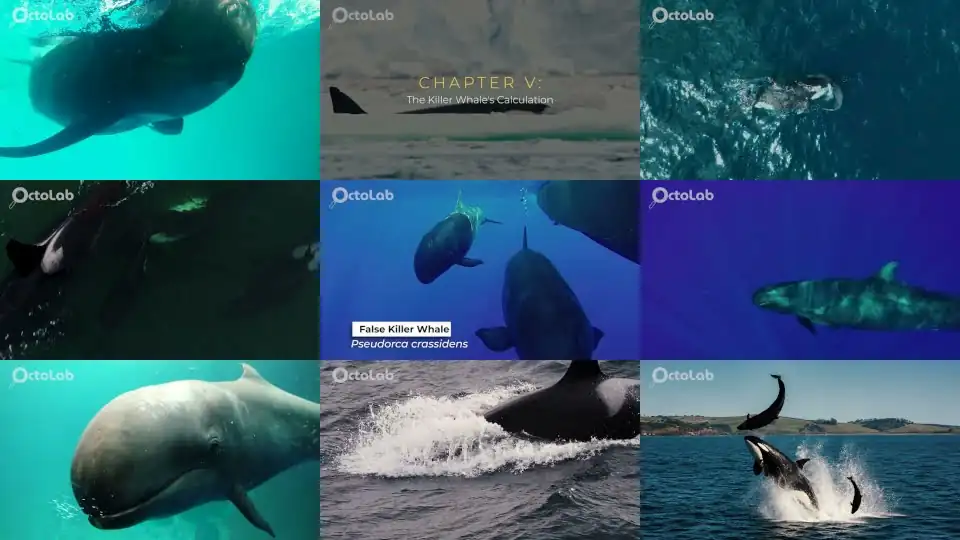 OctoLab
OctoLab
OctoLab
CHAPTER V:
The Killer Whale's Calculation
OctoLab
OctoLab
OctoLab
False Killer Whale
Pseudorca crassidens
OctoLab
OctoLab
OctoLab